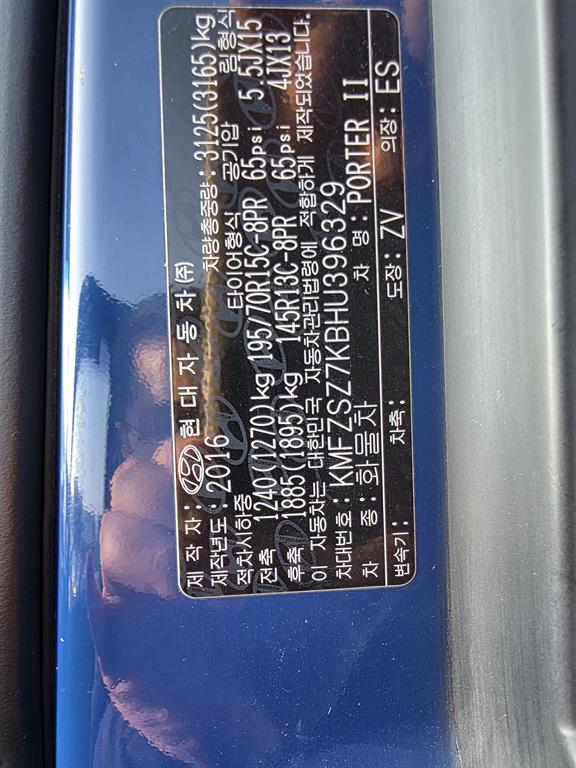 제 작 자 : 현 대 자 동 차 (주)
제작년도 : 2016 차량총중량 : 3125(3165)kg
적차시하중 타이어형식 공기압 림형식
전축 1240(1270)kg 195/70R15C-8PR 65psi 5.5JX15
후축 1885(1895)kg 145R13C-8PR 65psi 4JX13
이 자동차는 대한민국 자동차관리법령에 적합하게 제작되었습니다.
차대번호: KMFZSZ7KBHU396329
차 종: 화물차 차 명: PORTER II
변속기: 차축: 도장: ZV 의장: ES